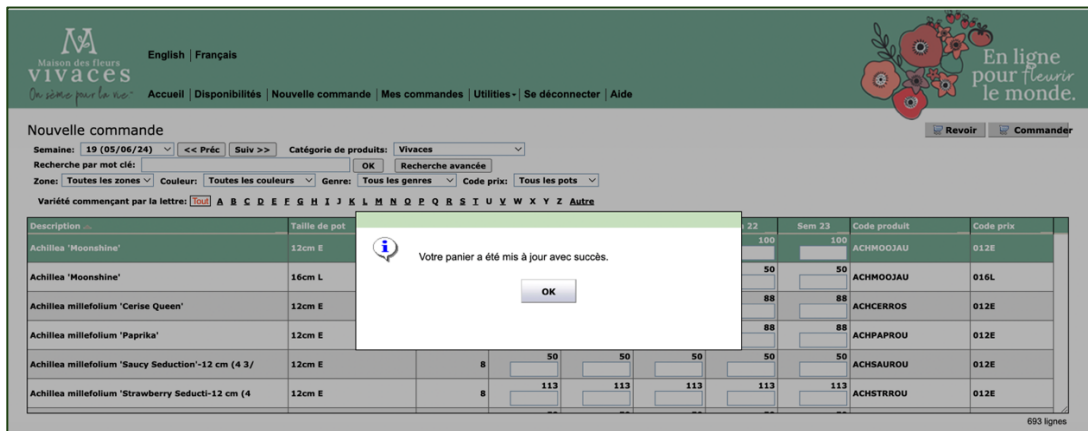 M
Maison des fleurs
vivaces
On sème pour la vie
English | Français
Accueil | Disponibilités | Nouvelle commande | Mes commandes | Utilities | Se déconnecter | Aide
En ligne
pour fleurir
le monde.
Nouvelle commande
Revoir Commander
Semaine: 19 (05/06/24) << Préc Suiv >> Catégorie de produits: Vivaces
Recherche par mot clé: OK Recherche avancée
Zone: Toutes les zones Couleur: Toutes les couleurs Genre: Tous les genres Code prix: Tous les pots
Variété commençant par la lettre: Tout A B C D E F G H I J K L M N O P Q R S T U V W X Y Z Autre
Description Taille de pot 22 Sem 23 Code produit Code prix
Achillea 'Moonshine' 12cm E 100 100 ACHMOOJAU 012E
Achillea 'Moonshine' 16cm L 50 50 ACHMOOJAU 016L
Achillea millefolium 'Cerise Queen' 12cm E 88 88 ACHCERROS 012E
Achillea millefolium 'Paprika' 12cm E 88 88 ACHPAPROU 012E
Achillea millefolium 'Saucy Seduction'-12 cm (4 3/ 12cm E 8 50 50 50 50 50 ACHSAUROU 012E
Achillea millefolium 'Strawberry Seducti-12 cm (4 12cm E 8 113 113 113 113 113 ACHSTRROU 012E
Votre panier a été mis à jour avec succès.
OK
693 lignes